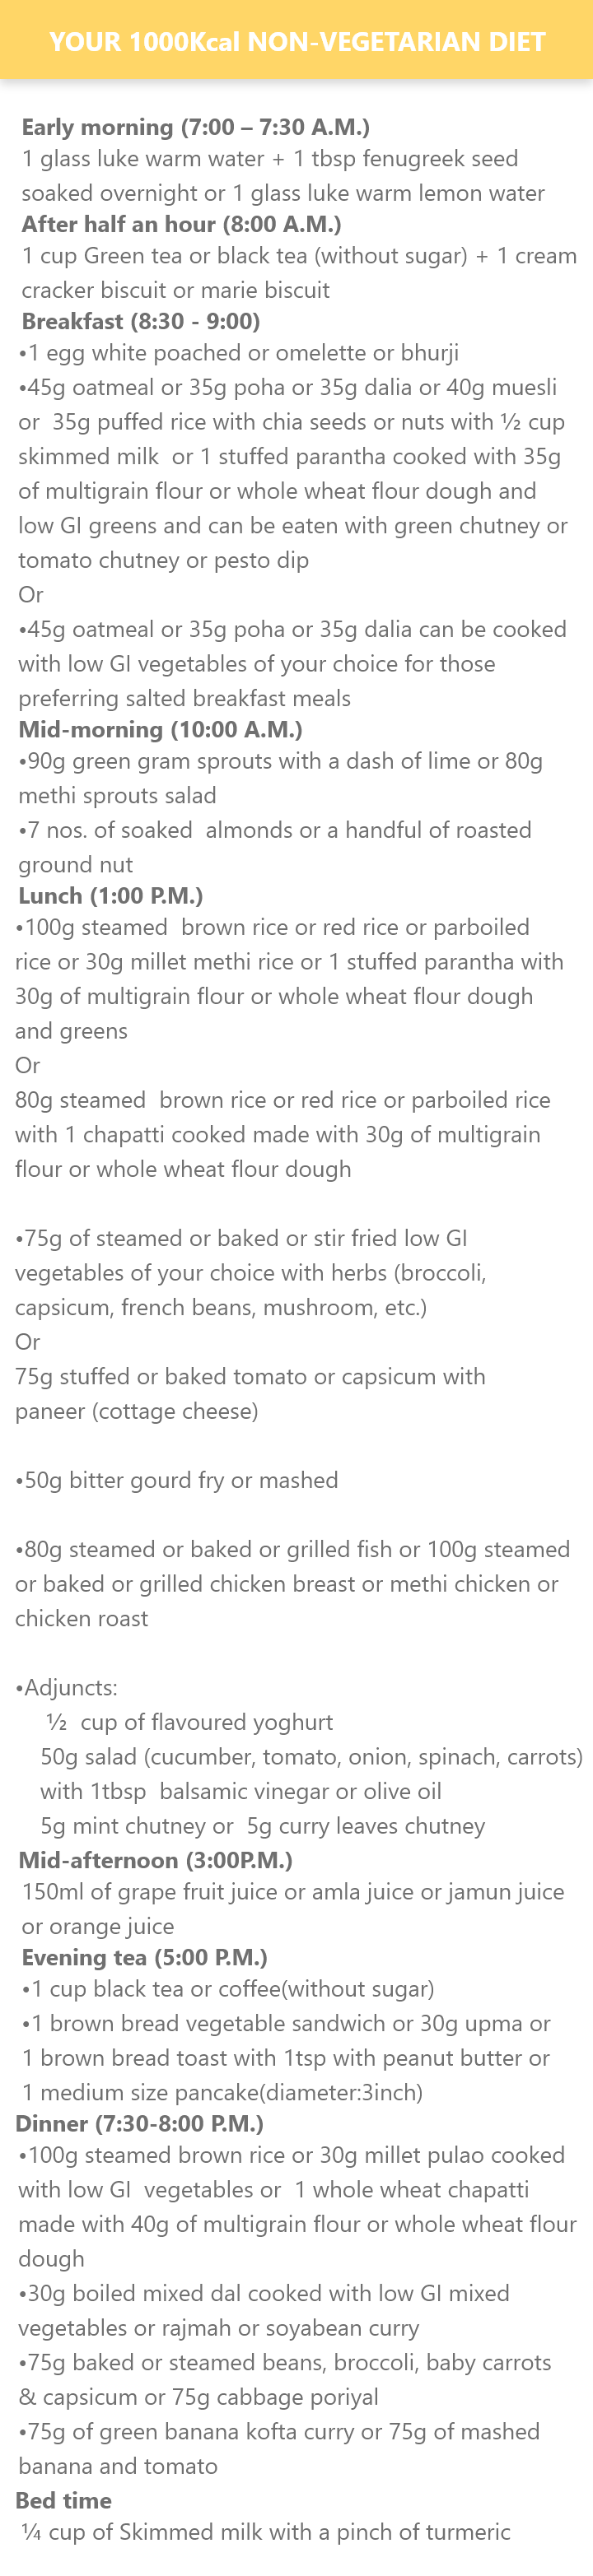 YOUR 1000Kcal NON-VEGETARIAN DIET
Early morning (7:00 – 7:30 A.M.)
1 glass luke warm water + 1 tbsp fenugreek seed
soaked overnight or 1 glass luke warm lemon water
After half an hour (8:00 A.M.)
1 cup Green tea or black tea (without sugar) + 1 cream
cracker biscuit or marie biscuit
Breakfast (8:30 - 9:00)
•1 egg white poached or omelette or bhurji
•45g oatmeal or 35g poha or 35g dalia or 40g muesli
or  35g puffed rice with chia seeds or nuts with ½ cup
skimmed milk  or 1 stuffed parantha cooked with 35g
of multigrain flour or whole wheat flour dough and
low GI greens and can be eaten with green chutney or
tomato chutney or pesto dip
Or
•45g oatmeal or 35g poha or 35g dalia can be cooked
with low GI vegetables of your choice for those
preferring salted breakfast meals
Mid-morning (10:00 A.M.)
•90g green gram sprouts with a dash of lime or 80g
methi sprouts salad
•7 nos. of soaked  almonds or a handful of roasted
ground nut
Lunch (1:00 P.M.)
•100g steamed  brown rice or red rice or parboiled
rice or 30g millet methi rice or 1 stuffed parantha with
30g of multigrain flour or whole wheat flour dough
and greens
Or
80g steamed  brown rice or red rice or parboiled rice
with 1 chapatti cooked made with 30g of multigrain
flour or whole wheat flour dough
•75g of steamed or baked or stir fried low GI
vegetables of your choice with herbs (broccoli,
capsicum, french beans, mushroom, etc.)
Or
75g stuffed or baked tomato or capsicum with
paneer (cottage cheese)
•50g bitter gourd fry or mashed
•80g steamed or baked or grilled fish or 100g steamed
or baked or grilled chicken breast or methi chicken or
chicken roast
•Adjuncts:
½  cup of flavoured yoghurt
50g salad (cucumber, tomato, onion, spinach, carrots)
with 1tbsp  balsamic vinegar or olive oil
5g mint chutney or  5g curry leaves chutney
Mid-afternoon (3:00P.M.)
150ml of grape fruit juice or amla juice or jamun juice
or orange juice
Evening tea (5:00 P.M.)
•1 cup black tea or coffee(without sugar)
•1 brown bread vegetable sandwich or 30g upma or
1 brown bread toast with 1tsp with peanut butter or
1 medium size pancake(diameter:3inch)
Dinner (7:30-8:00 P.M.)
•100g steamed brown rice or 30g millet pulao cooked
with low GI  vegetables or  1 whole wheat chapatti
made with 40g of multigrain flour or whole wheat flour
dough
•30g boiled mixed dal cooked with low GI mixed
vegetables or rajmah or soyabean curry
•75g baked or steamed beans, broccoli, baby carrots
& capsicum or 75g cabbage poriyal
•75g of green banana kofta curry or 75g of mashed
banana and tomato
Bed time
¼ cup of Skimmed milk with a pinch of turmeric